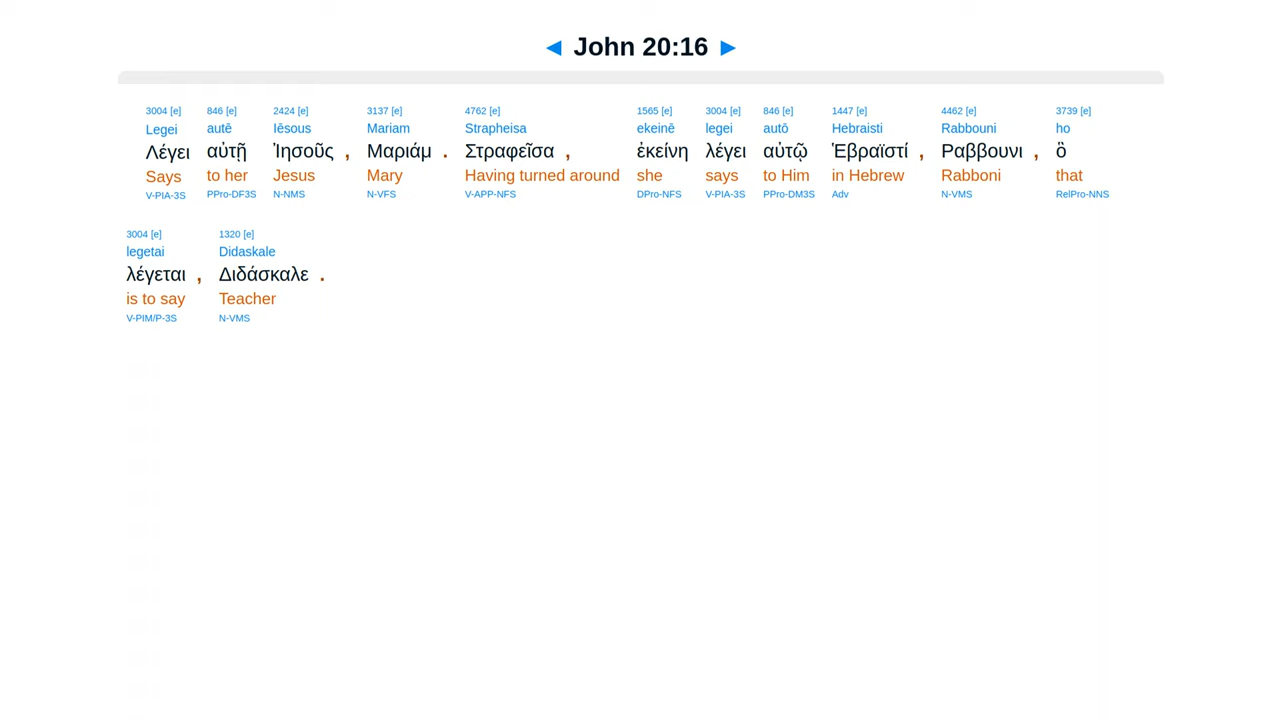 ◄ John 20:16 ►
3004 [e] 846 [e] 2424 [e] 3137 [e] 4762 [e] 1565 [e] 3004 [e] 846 [e] 1447 [e] 4462 [e] 3739 [e]
Legei autē Iēsous Mariam Strapheisa ekeinē legei autō Hebraisti Rabbouni ho
Λέγει αὐτῇ Ἰησοῦς , Μαριάμ . Στραφεῖσα , ἐκείνη λέγει αὐτῷ Ἑβραϊστί , Ραββουνι , ὃ
Says to her Jesus Mary Having turned around she says to Him in Hebrew Rabboni that
V-PIA-3S PPro-DF3S N-NMS N-VFS V-APP-NFS DPro-NFS V-PIA-3S PPro-DM3S Adv N-VMS RelPro-NNS
3004 [e] 1320 [e]
legetai Didaskale
λέγεται , Διδάσκαλε .
is to say Teacher
V-PIM/P-3S N-VMS